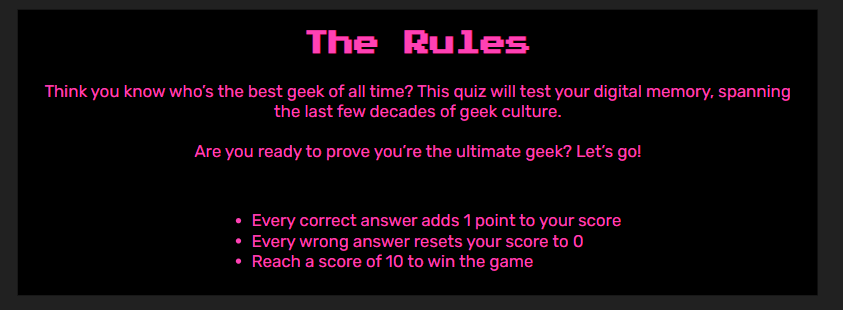 The Rules
Think you know who's the best geek of all time? This quiz will test your digital memory, spanning
the last few decades of geek culture.
Are you ready to prove you're the ultimate geek? Let's go!
• Every correct answer adds 1 point to your score
• Every wrong answer resets your score to 0
• Reach a score of 10 to win the game